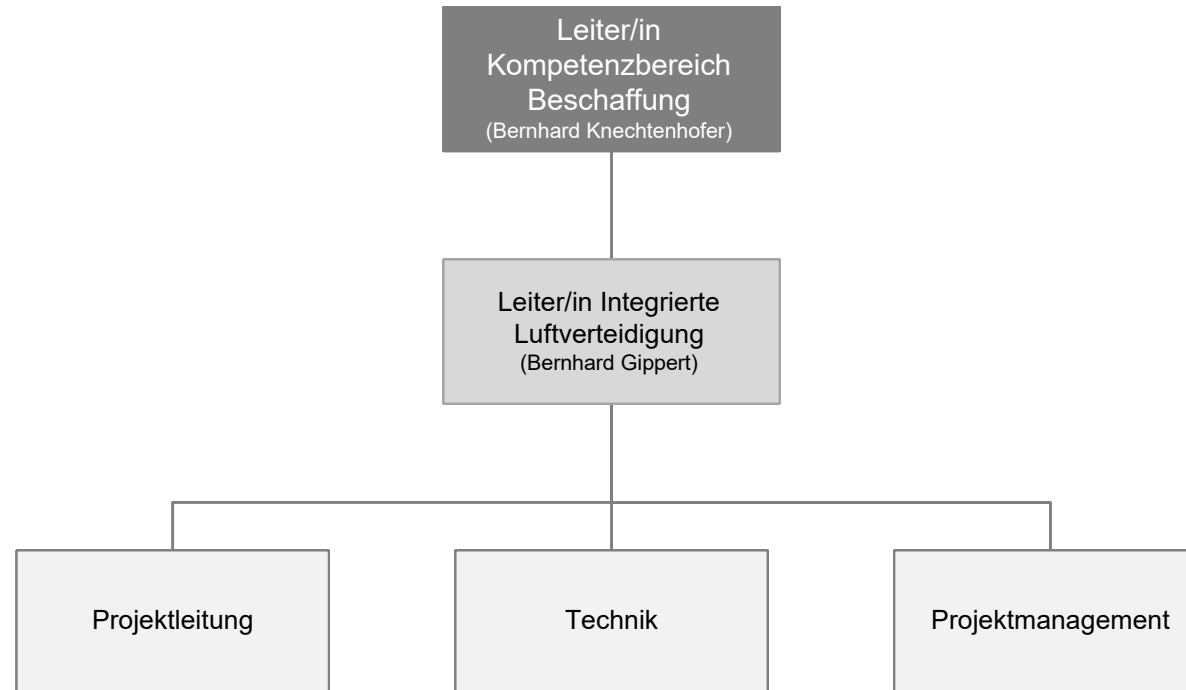 Leiter/in
Kompetenzbereich
Beschaffung
(Bernhard Knechtenhofer)
Leiter/in Integrierte
Luftverteidigung
(Bernhard Gippert)
Projektleitung
Technik
Projektmanagement